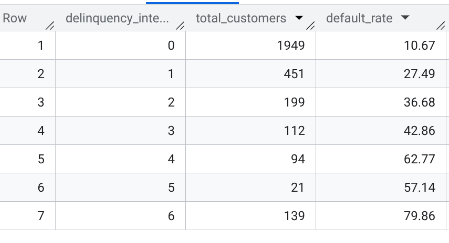 Row delinquency_inte... total_customers default_rate
1 0 1949 10.67
2 1 451 27.49
3 2 199 36.68
4 3 112 42.86
5 4 94 62.77
6 5 21 57.14
7 6 139 79.86